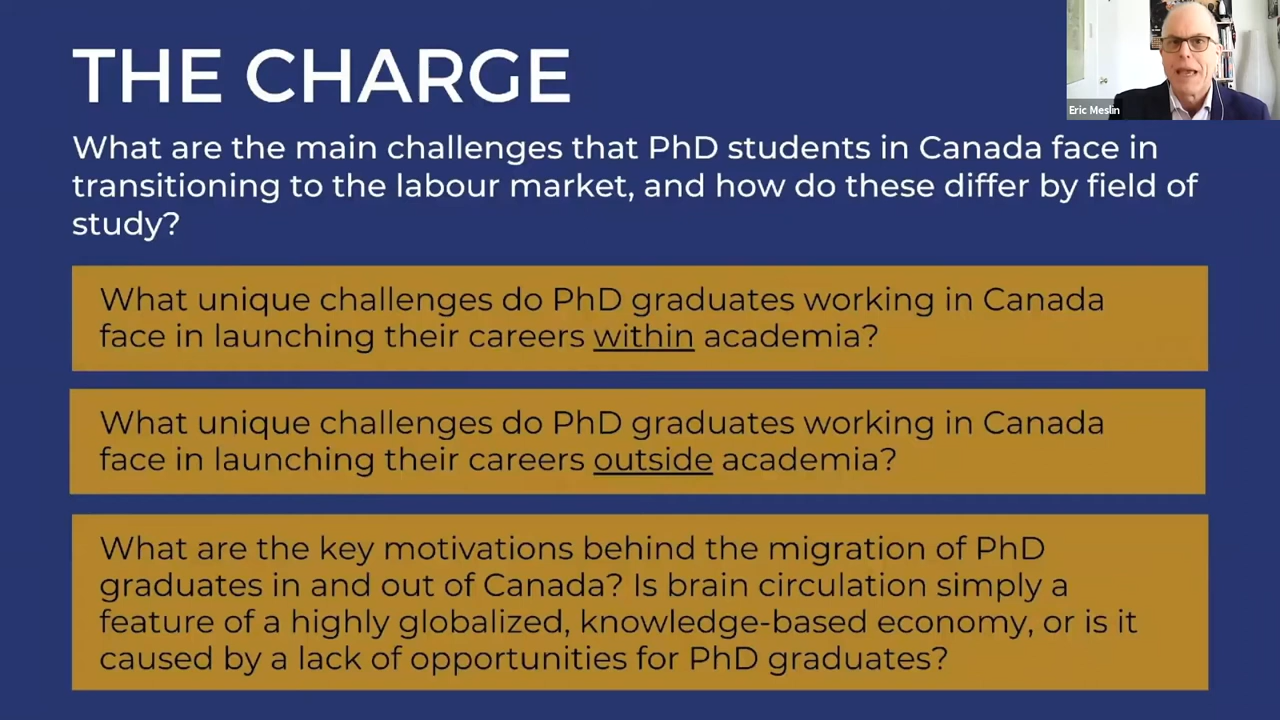 THE CHARGE
Eric Meslin
What are the main challenges that PhD students in Canada face in
transitioning to the labour market, and how do these differ by field of
study?
What unique challenges do PhD graduates working in Canada
face in launching their careers within academia?
What unique challenges do PhD graduates working in Canada
face in launching their careers outside academia?
What are the key motivations behind the migration of PhD
graduates in and out of Canada? Is brain circulation simply a
feature of a highly globalized, knowledge-based economy, or is it
caused by a lack of opportunities for PhD graduates?